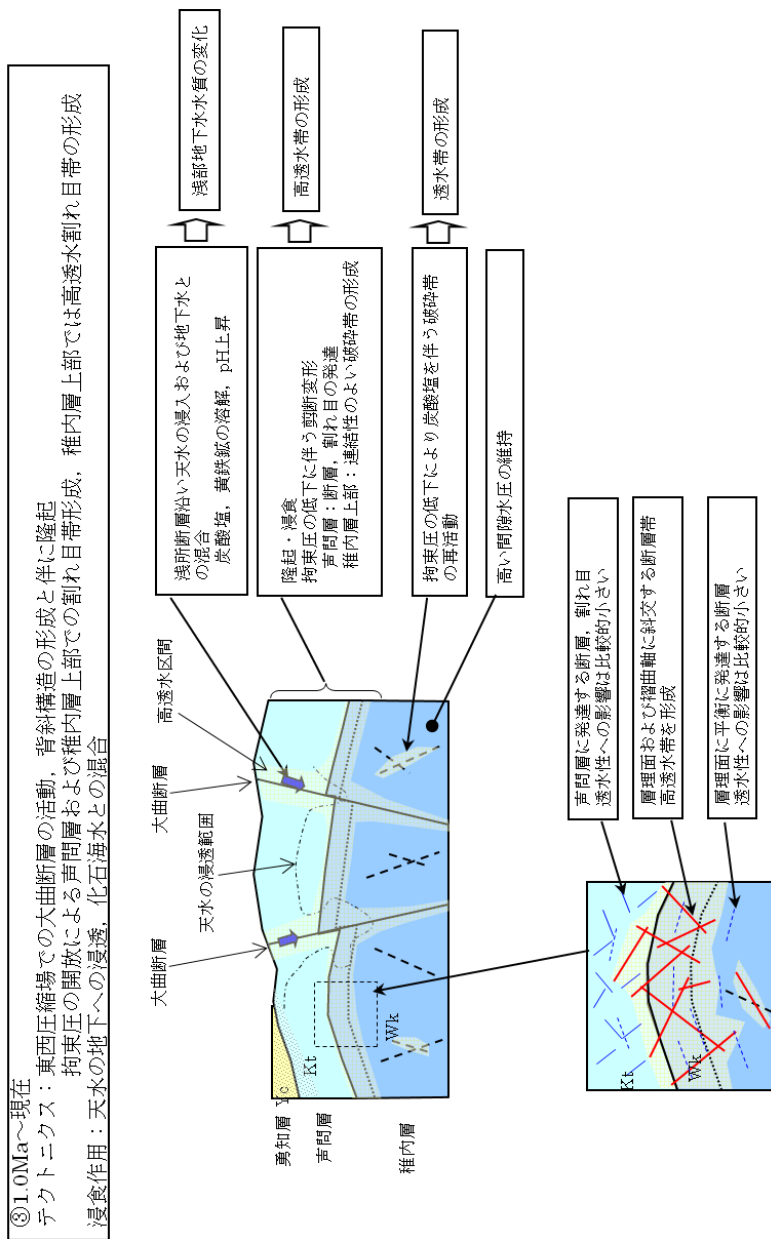 ③1.0Ma～現在
テクトニクス：東西圧縮場での大曲断層の活動，背斜構造の形成と伴に隆起
拘束圧の開放による声問層および稚内層上部での割れ目帯形成，稚内層上部では高透水割れ目帯の形成
浸食作用：天水の地下への浸透，化石海水との混合
大曲断層
天水の浸透範囲
大曲断層
高透水区間
勇知層 Yc
声問層
Kt
稚内層
Wk
浅所断層沿い天水の浸入および地下水と
の混合
炭酸塩，黄鉄鉱の溶解，pH上昇
浅部地下水水質の変化
隆起・浸食
拘束圧の低下に伴う剪断変形
声問層：断層，割れ目の発達
稚内層上部：連結性のよい破砕帯の形成
高透水帯の形成
拘束圧の低下により炭酸塩を伴う破砕帯
の再活動
透水帯の形成
高い間隙水圧の維持
Kt
Wk
声問層に発達する断層，割れ目
透水性への影響は比較的小さい
層理面および褶曲軸に斜交する断層帯
高透水帯を形成
層理面に平衡に発達する断層
透水性への影響は比較的小さい